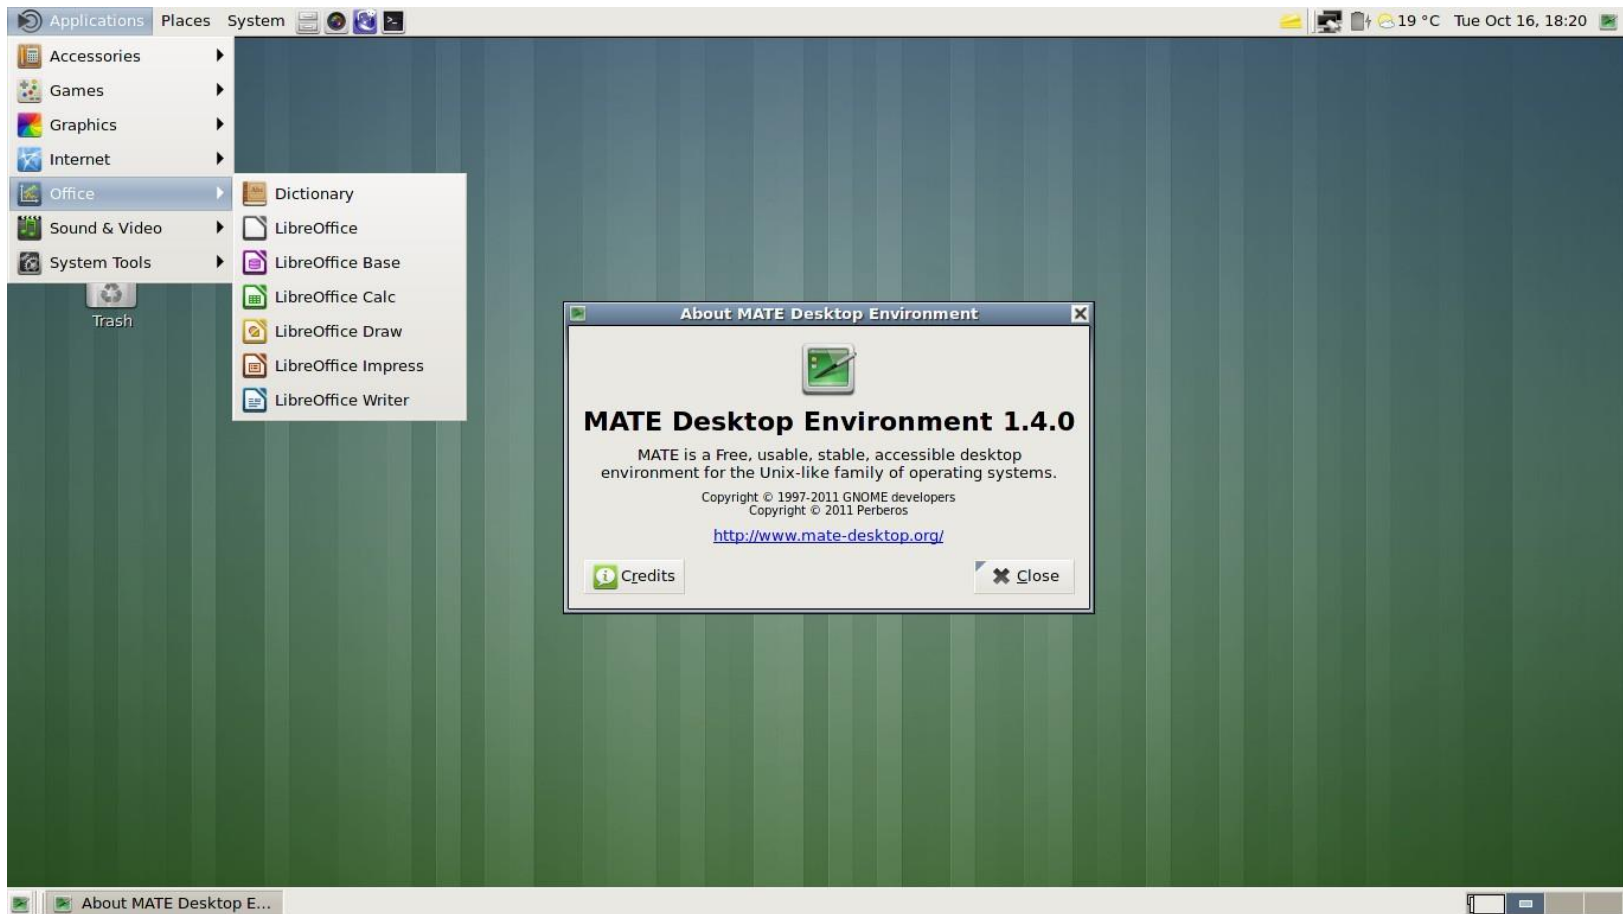 Applications Places System 19 °C Tue Oct 16, 18:20
Accessories
Games
Graphics
Internet
Office
Sound & Video
System Tools
Dictionary
LibreOffice
LibreOffice Base
LibreOffice Calc
LibreOffice Draw
LibreOffice Impress
LibreOffice Writer
Trash
About MATE Desktop Environment
MATE Desktop Environment 1.4.0
MATE is a Free, usable, stable, accessible desktop
environment for the Unix-like family of operating systems.
Copyright © 1997-2011 GNOME developers
Copyright © 2011 Perberos
http://www.mate-desktop.org/
Credits Close
About MATE Desktop E...